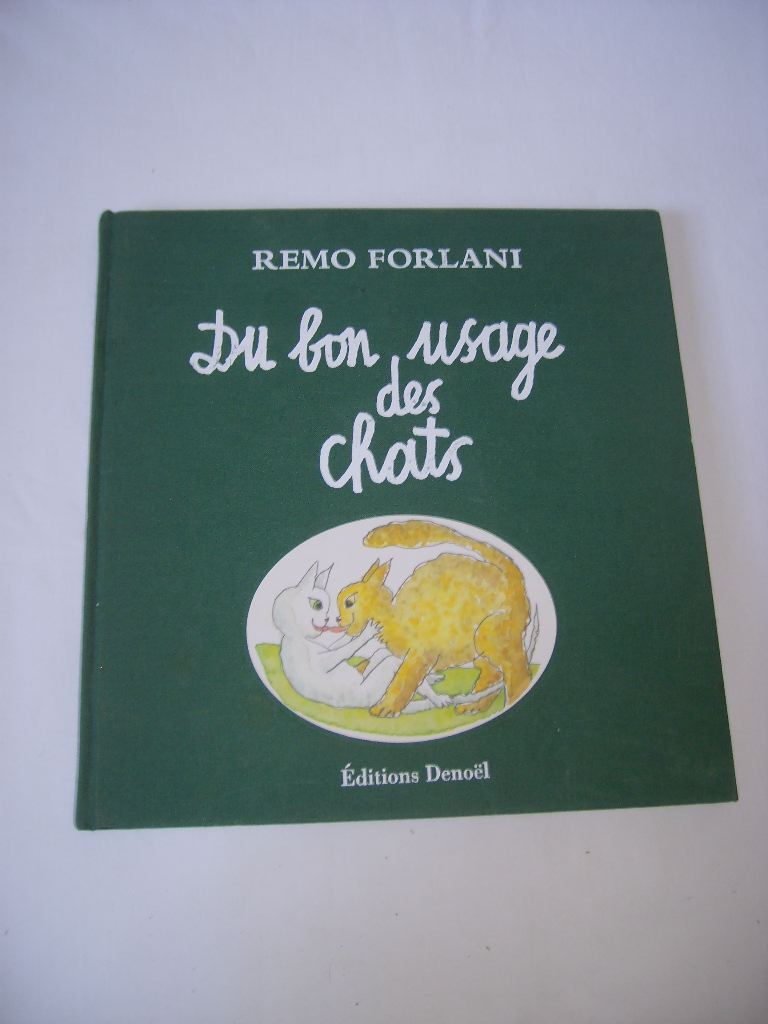 REMO FORLANI
Du bon usage
des
chats
Éditions Denoël